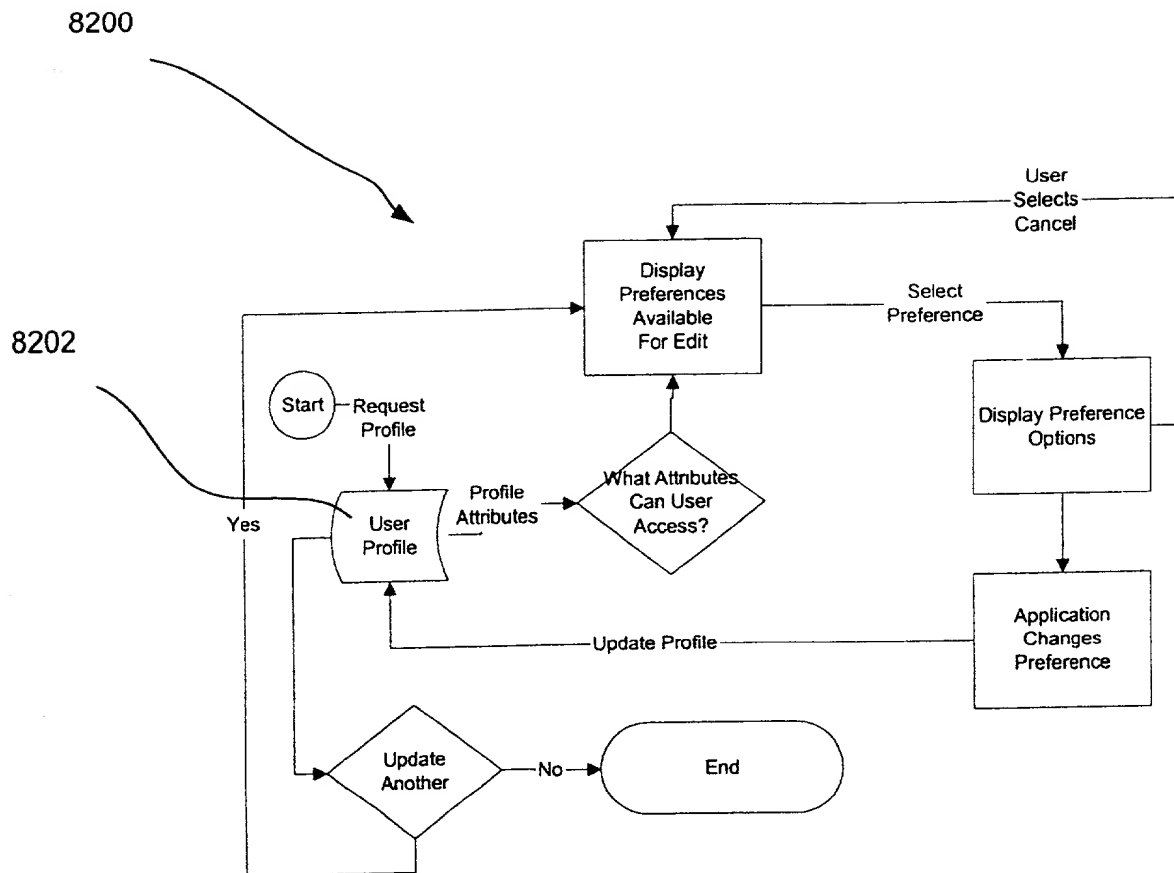 8200
User
Selects
Cancel
Display
Preferences
Available
For Edit
Select
Preference
8202
Start
Request
Profile
Display Preference
Options
What Attributes
Can User
Access?
Profile
Attributes
User
Profile
Yes
Application
Changes
Preference
Update Profile
Update
Another
No
End